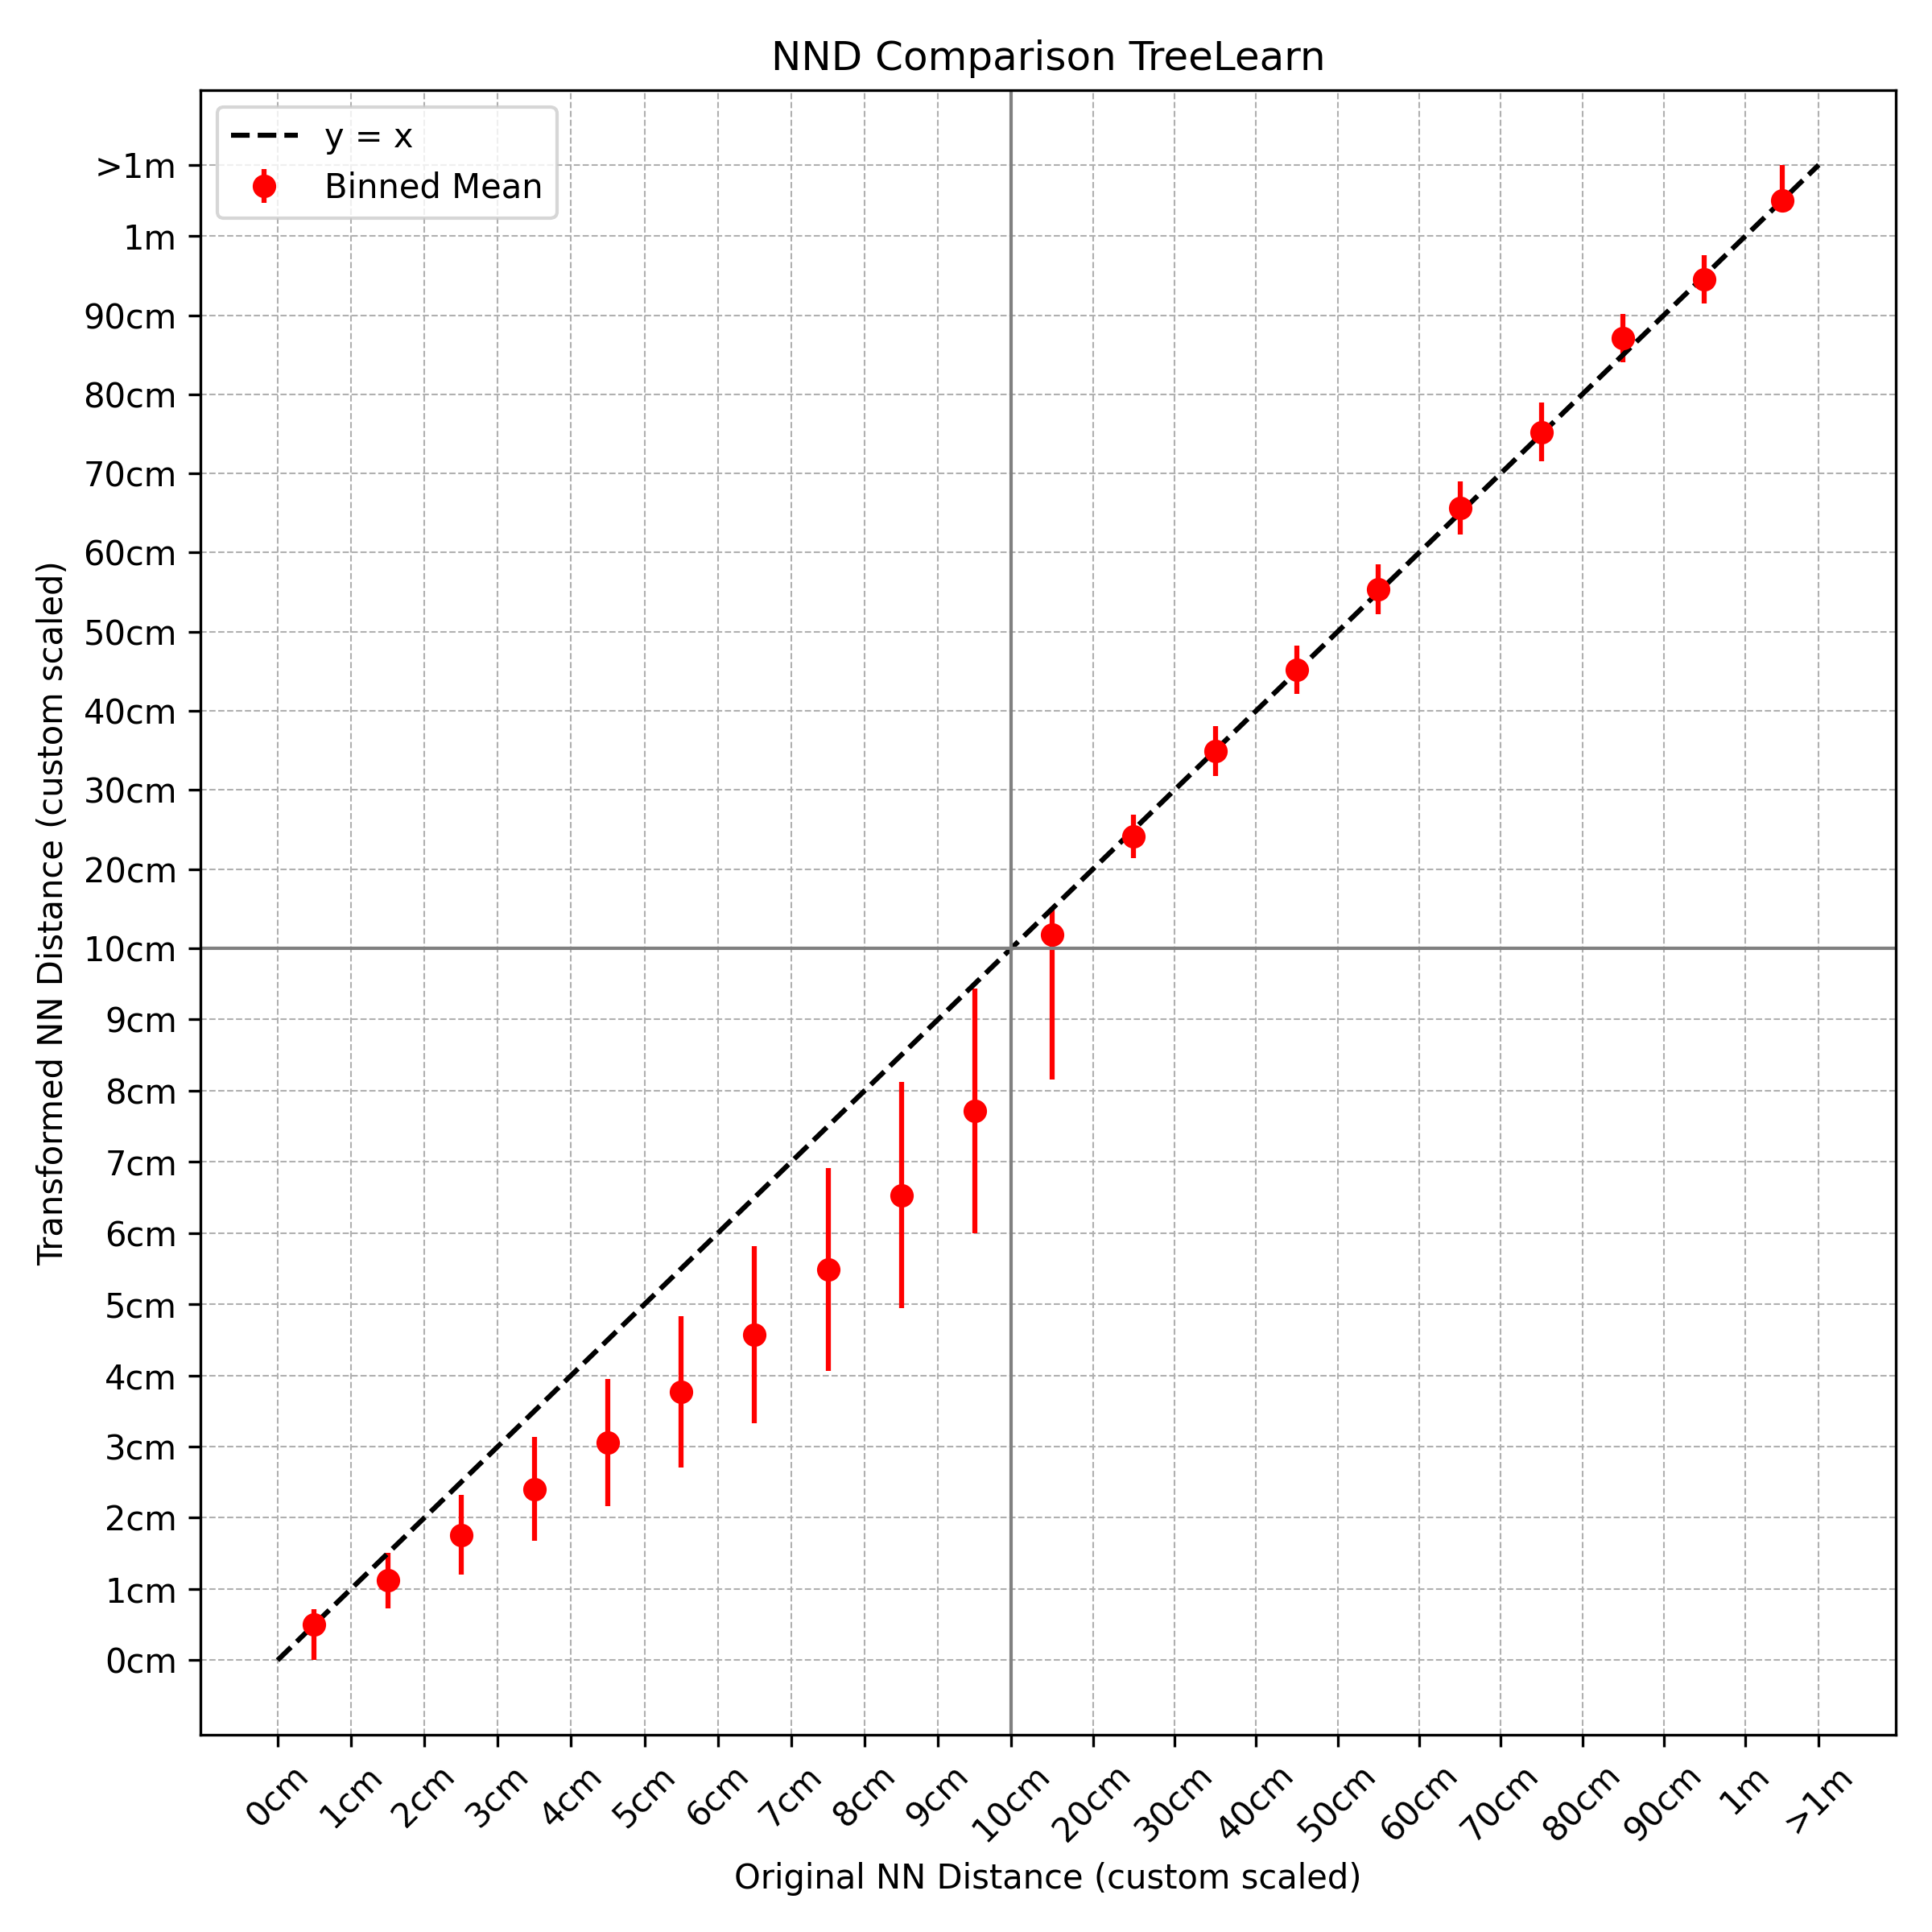 NND Comparison TreeLearn
y = x
Binned Mean
>1m
1m
90cm
80cm
70cm
60cm
50cm
40cm
30cm
20cm
10cm
9cm
8cm
7cm
6cm
5cm
4cm
3cm
2cm
1cm
0cm
Transformed NN Distance (custom scaled)
0cm
1cm
2cm
3cm
4cm
5cm
6cm
7cm
8cm
9cm
10cm
20cm
30cm
40cm
50cm
60cm
70cm
80cm
90cm
1m
>1m
Original NN Distance (custom scaled)